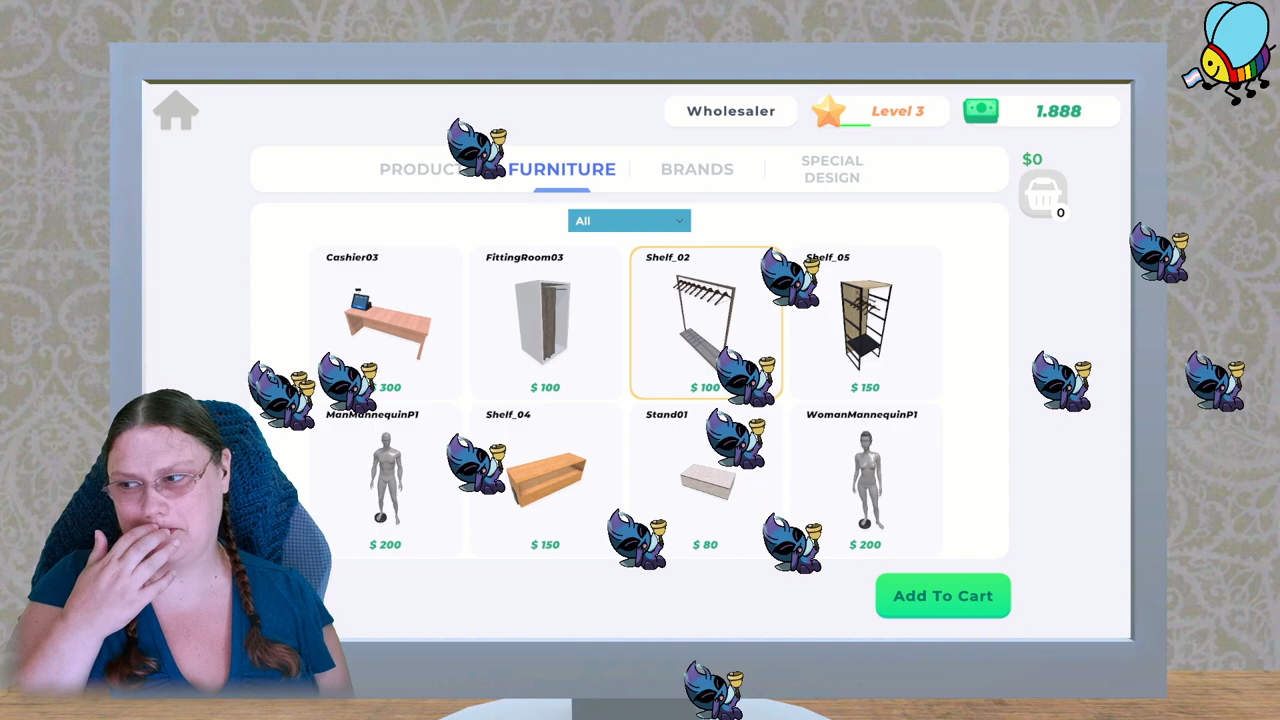 Wholesaler
Level 3
1.888
$0
0
PRODUCT
FURNITURE
BRANDS
SPECIAL
DESIGN
All
Cashier03
FittingRoom03
Shelf_02
Shelf_05
300
$ 100
$ 100
$ 150
ManMannequinP1
Shelf_04
Stand01
WomanMannequinP1
$ 200
$ 150
$ 80
$ 200
Add To Cart